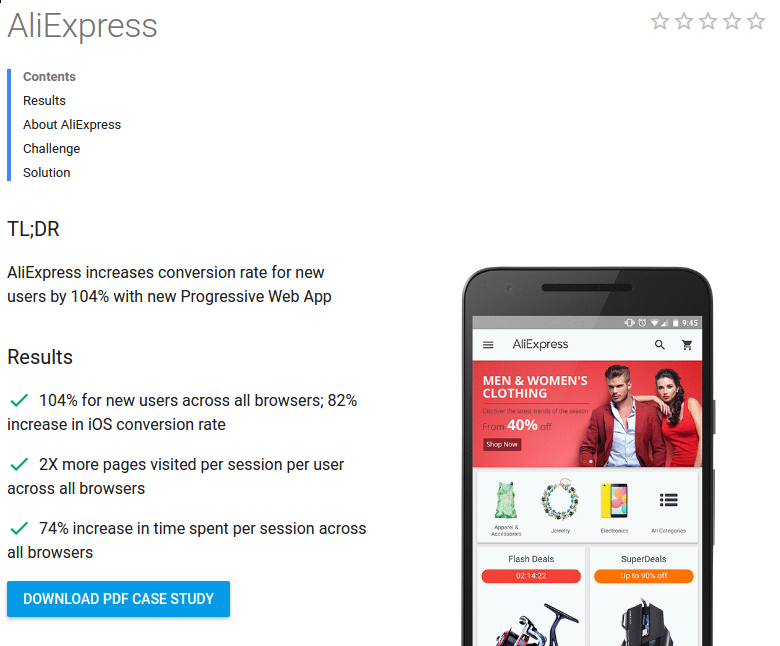 AliExpress
Contents
Results
About AliExpress
Challenge
Solution
TL;DR
AliExpress increases conversion rate for new
users by 104% with new Progressive Web App
Results
104% for new users across all browsers; 82%
increase in iOS conversion rate
2X more pages visited per session per user
across all browsers
74% increase in time spent per session across
all browsers
DOWNLOAD PDF CASE STUDY
9:45
AliExpress
MEN & WOMEN'S
CLOTHING
Discover the latest trends of the season
From 40% off
Shop Now
Apparel &
Accessories
Jewelry
Electronics
All Categories
Flash Deals
02:14:22
SuperDeals
Up to 90% off